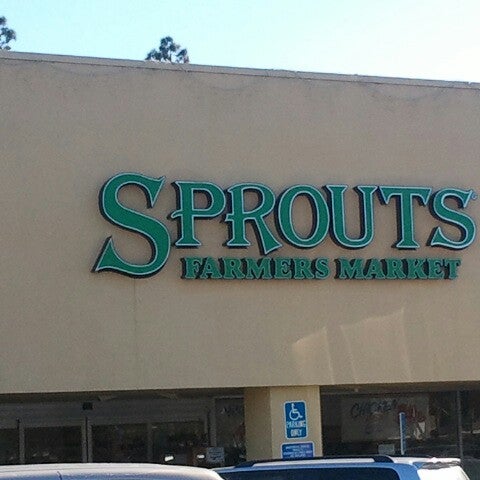 SPROUTS
FARMERS MARKET
PARKING
ONLY